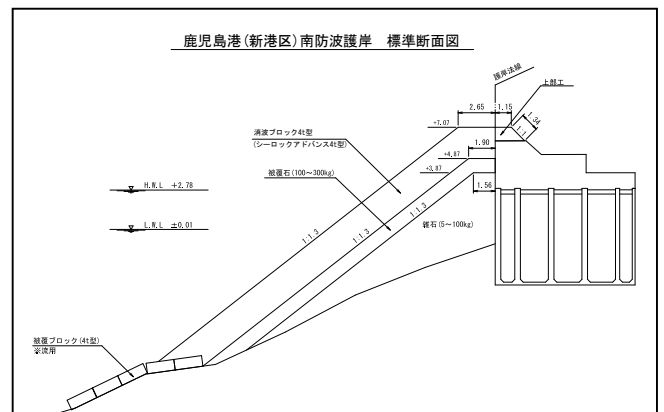 鹿児島港(新港区)南防波護岸 標準断面図
護岸法線
上部工
2.65
1.15
1.34
1:1
+7.07
消波ブロック4t型
(シーロックアドバンス4t型)
1.90
+4.87
+3.87
被覆石(100~300kg)
1.56
H.W.L +2.78
L.W.L ±0.01
1:1.3
1:1.3
1:1.3
雑石(5~100kg)
被覆ブロック(4t型)
※流用